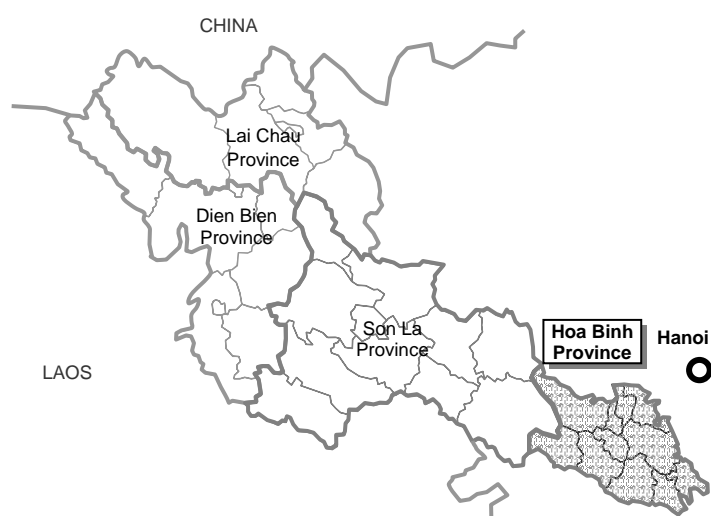 CHINA
Lai Chau
Province
Dien Bien
Province
Son La
Province
Hoa Binh
Province
Hanoi
LAOS